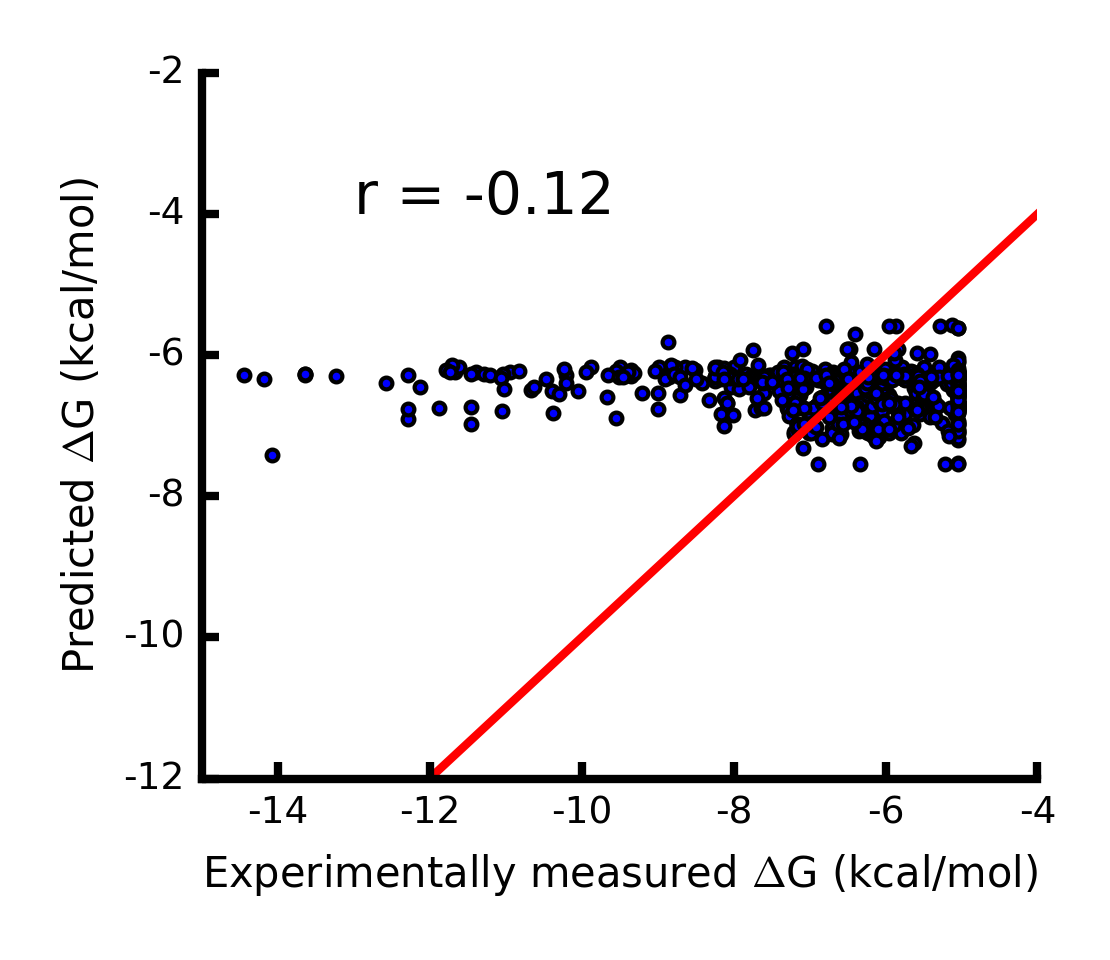 -2
r = -0.12
-4
-6
-8
-10
-12
Predicted ΔG (kcal/mol)
-14 -12 -10 -8 -6 -4
Experimentally measured ΔG (kcal/mol)